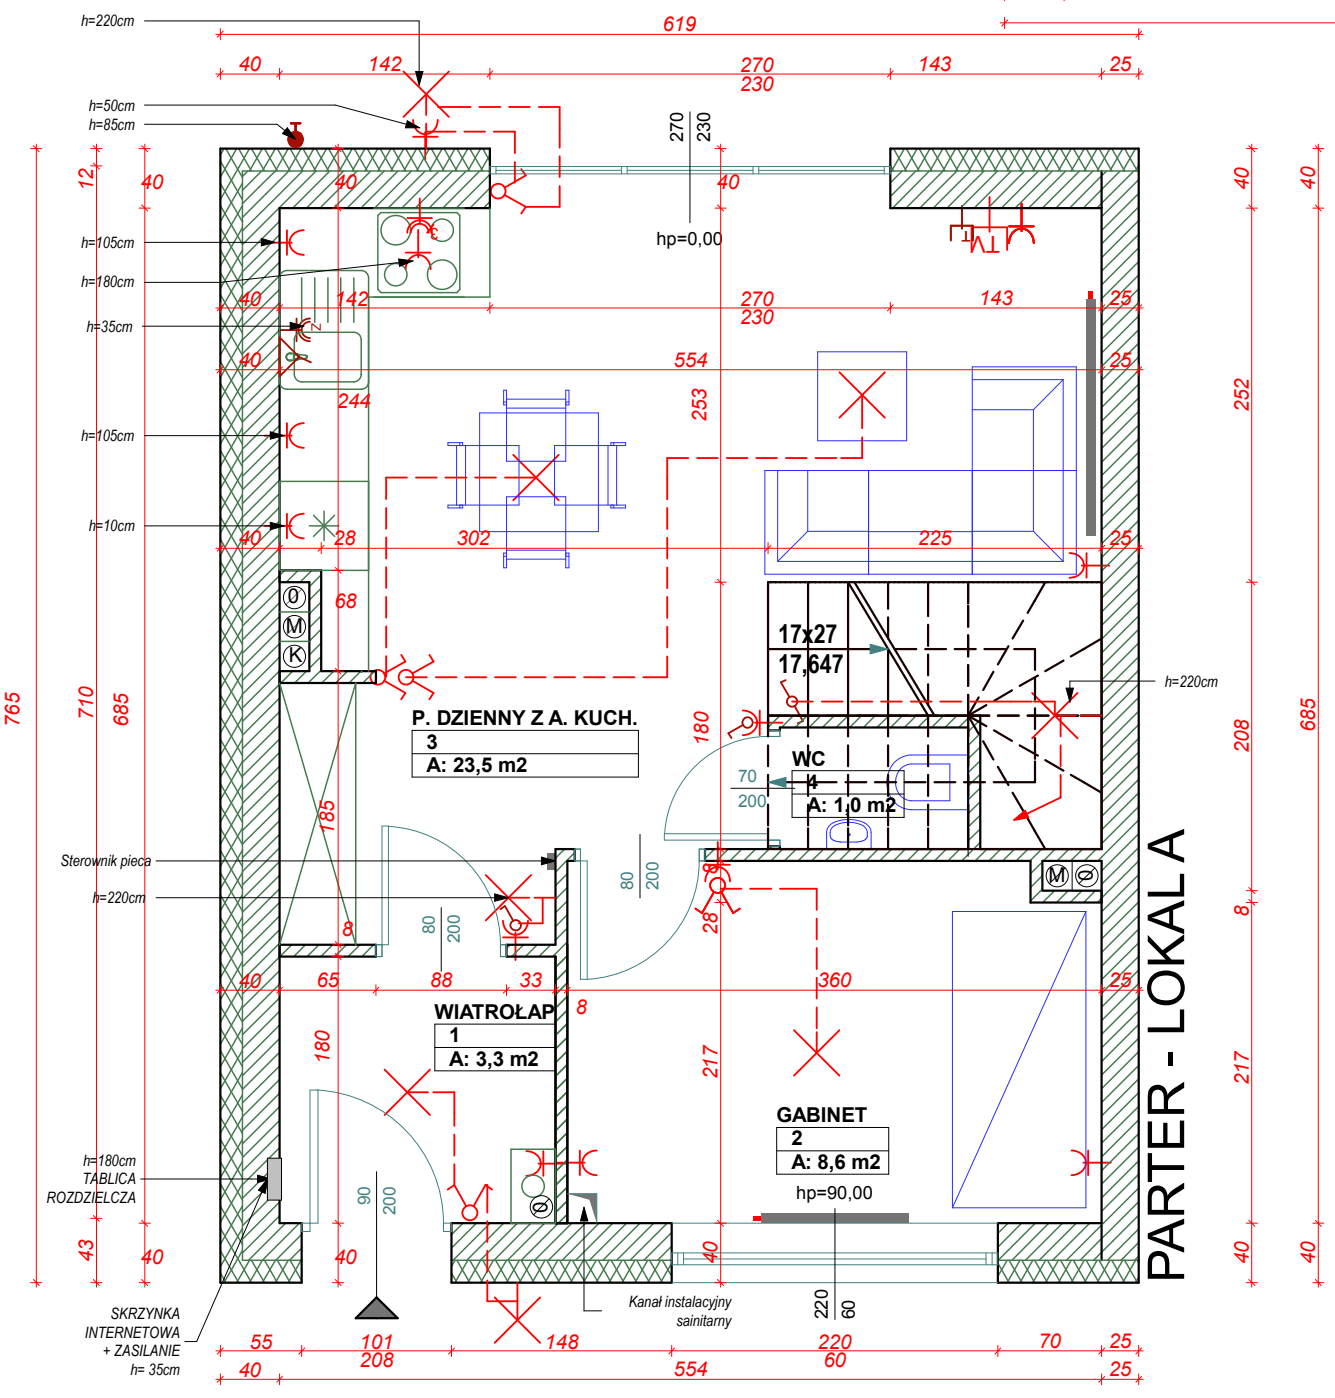 h=220cm
619
40 142 270 143 25
230
h=50cm
h=85cm
270
230
12
40
40
40
40
40
hp=0,00
T
TV
h=105cm
h=180cm
40 142 270 143 25
230
h=35cm
Z
40 554 25
244
253
252
h=105cm
h=10cm
40 28 302 225 25
0
M
K
68
17x27
17,647
h=220cm
765
710
685
180
208
685
P. DZIENNY Z A. KUCH.
3
A: 23,5 m2
WC
4
A: 1,0 m2
70
200
185
Sterownik pieca
h=220cm
80
200
80
200
8
28
M Ø
8
8
40 65 88 33 360 25
8
WIATROŁAP
1
A: 3,3 m2
180
217
217
GABINET
2
A: 8,6 m2
hp=90,00
h=180cm
TABLICA
ROZDZIELCZA
90
200
Ø
43
40
40
40
40
40
220
60
Kanał instalacyjny
sainitarny
SKRZYNKA
INTERNETOWA
+ ZASILANIE
h= 35cm
55 101 148 220 70 25
208 60
40 554 25
PARTER - LOKAL A